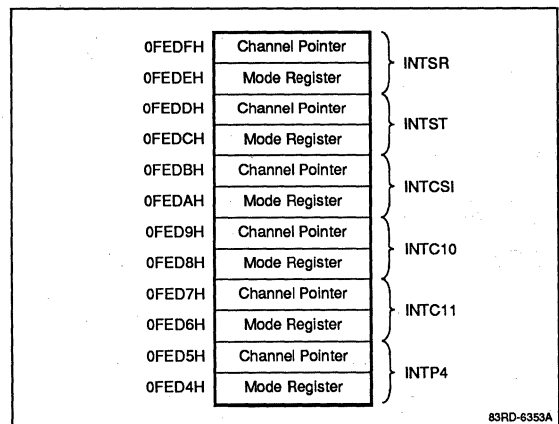 0FEDFH Channel Pointer
INTSR
0FEDEH Mode Register
0FEDDH Channel Pointer
INTST
0FEDCH Mode Register
0FEDBH Channel Pointer
INTCSI
0FEDAH Mode Register
0FED9H Channel Pointer
INTC10
0FED8H Mode Register
0FED7H Channel Pointer
INTC11
0FED6H Mode Register
0FED5H Channel Pointer
INTP4
0FED4H Mode Register
83RD-6353A